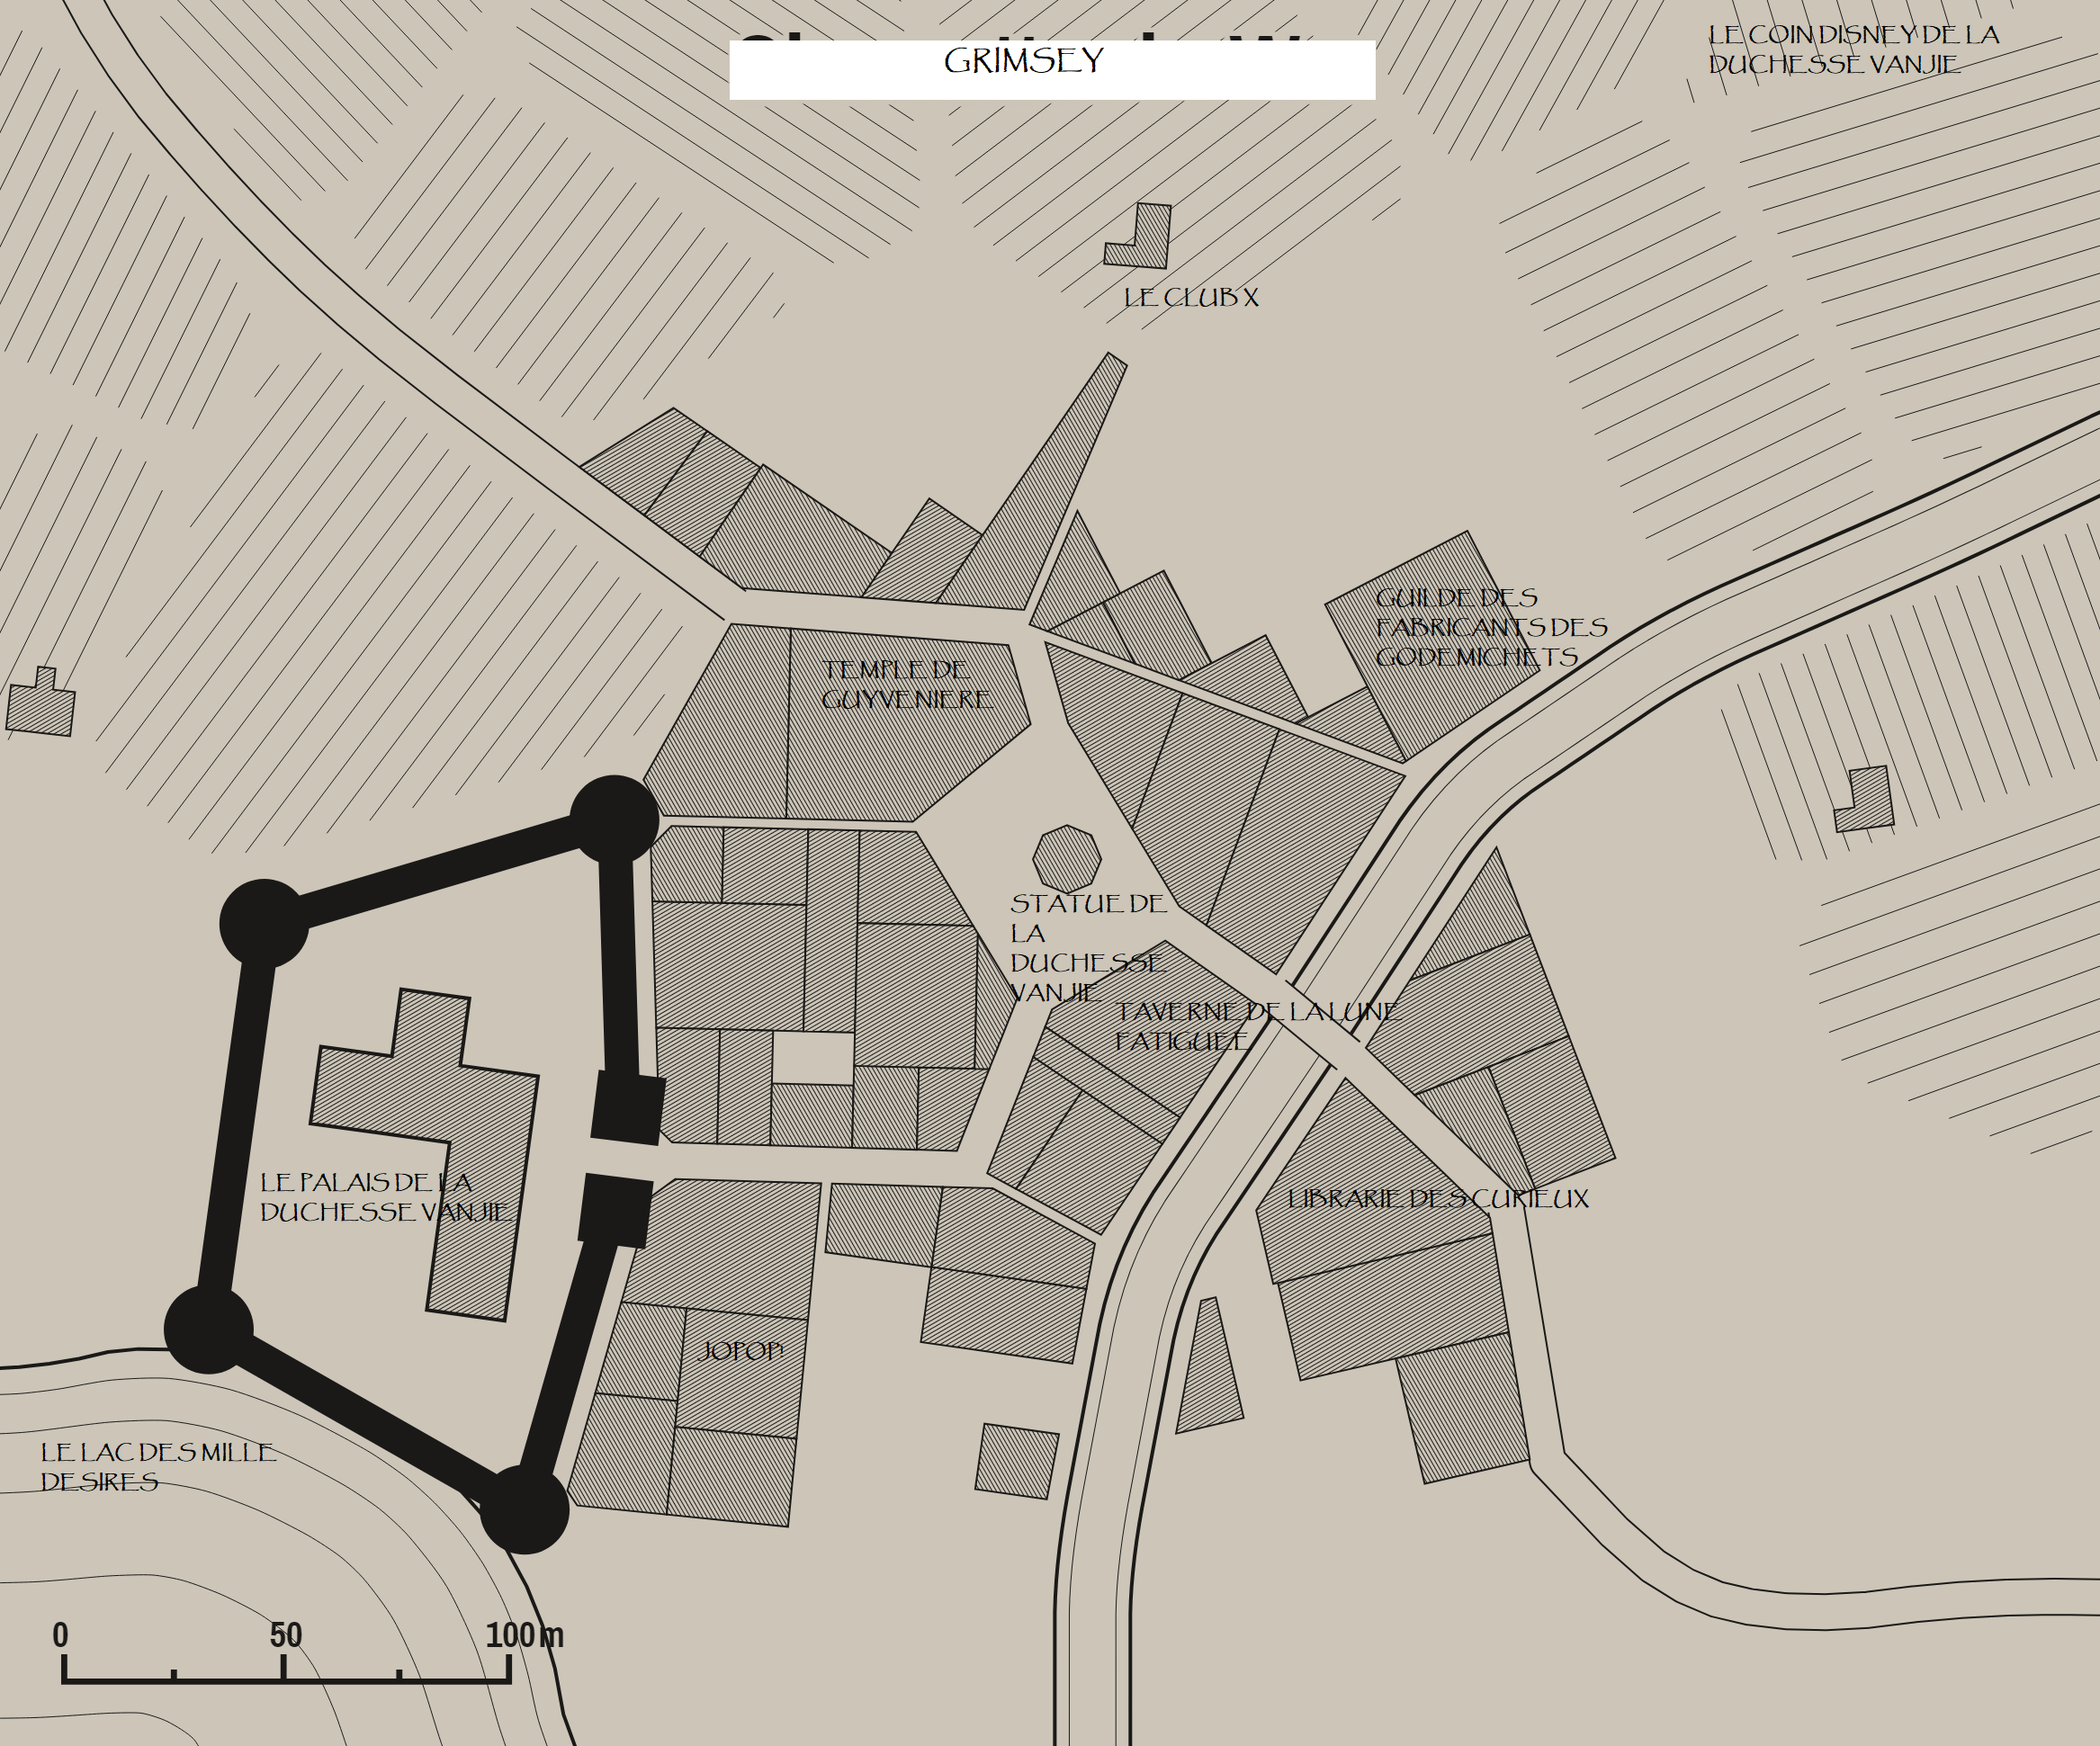 GRIMSEY
LE COIN DISNEY DE LA
DUCHESSE VANJIE
LE CLUB X
GUILDE DES
FABRICANTS DES
GODEMICHETS
TEMPLE DE
GUYVENIERE
STATUE DE
LA
DUCHESSE
VANJIE
TAVERNE DE LA LUNE
FATIGUEE
LE PALAIS DE LA
DUCHESSE VANJIE
LIBRARIE DES CURIEUX
JOPOP!
LE LAC DES MILLE
DESIRES
0 50 100m